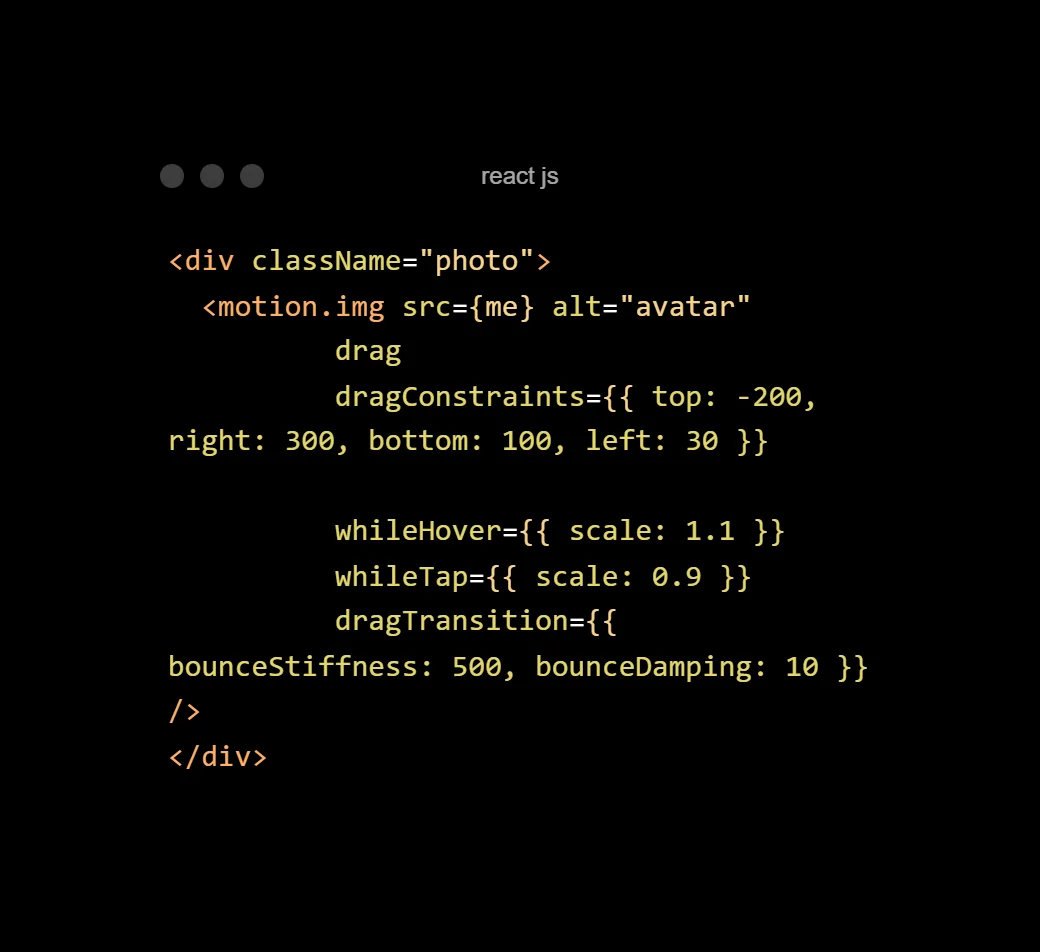 react js
<div className="photo">
  <motion.img src={me} alt="avatar"
          drag
          dragConstraints={{ top: -200,
right: 300, bottom: 100, left: 30 }}

          whileHover={{ scale: 1.1 }}
          whileTap={{ scale: 0.9 }}
          dragTransition={{
bounceStiffness: 500, bounceDamping: 10 }}
/>
</div>